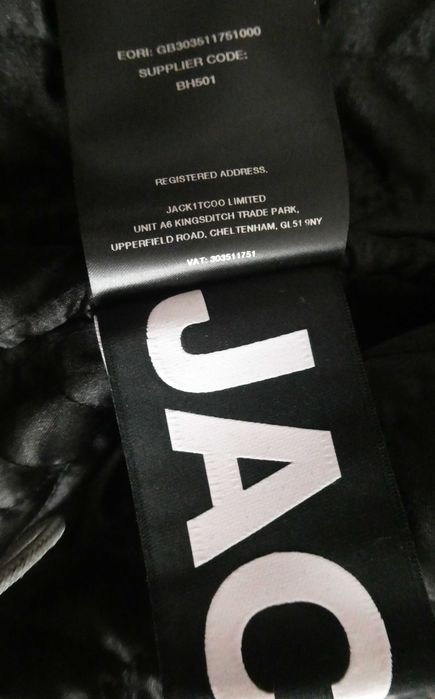 EORI: GB303511751000
SUPPLIER CODE:
BH501
REGISTERED ADDRESS.
JACK1TCOO LIMITED
UNIT A6 KINGSDITCH TRADE PARK,
UPPERFIELD ROAD, CHELTENHAM, GL51 9NY
VAT: 303511751
JAC